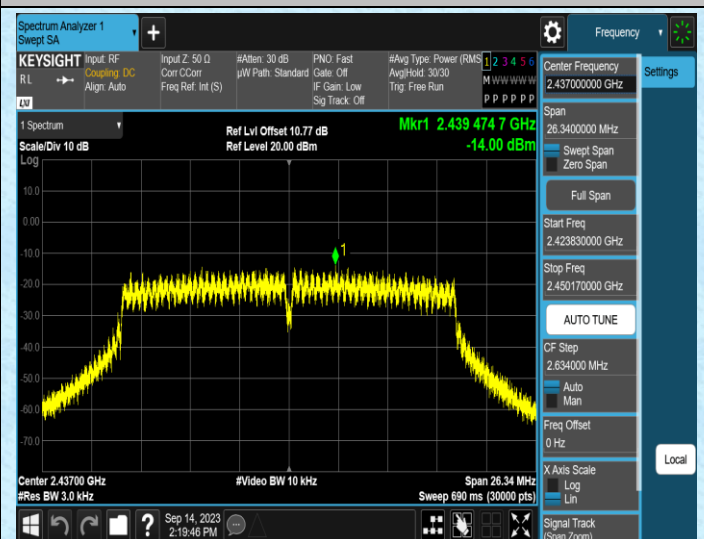 Spectrum Analyzer 1
Swept SA
+
Frequency
KEYSIGHT
RL
LXI
Input: RF
Coupling: DC
Align: Auto
Input Z: 50 Ω
Corr CCorr
Freq Ref: Int (S)
#Atten: 30 dB
µW Path: Standard
PNO: Fast
Gate: Off
IF Gain: Low
Sig Track: Off
#Avg Type: Power (RMS
Avg|Hold: 30/30
Trig: Free Run
1 2 3 4 5 6
M W W W W W
P P P P P P
Center Frequency
2.437000000 GHz
Settings
Span
26.3400000 MHz
Swept Span
Zero Span
Full Span
Start Freq
2.423830000 GHz
Stop Freq
2.450170000 GHz
AUTO TUNE
CF Step
2.634000 MHz
Auto
Man
Freq Offset
0 Hz
X Axis Scale
Log
Lin
Signal Track
(Span Zoom)
Local
1 Spectrum
Scale/Div 10 dB
Log
Ref Lvl Offset 10.77 dB
Ref Level 20.00 dBm
Mkr1 2.439 474 7 GHz
-14.00 dBm
10.0
0.00
-10.0
-20.0
-30.0
-40.0
-50.0
-60.0
-70.0
1
Center 2.43700 GHz
#Res BW 3.0 kHz
#Video BW 10 kHz
Span 26.34 MHz
Sweep 690 ms (30000 pts)
?
Sep 14, 2023
2:19:46 PM